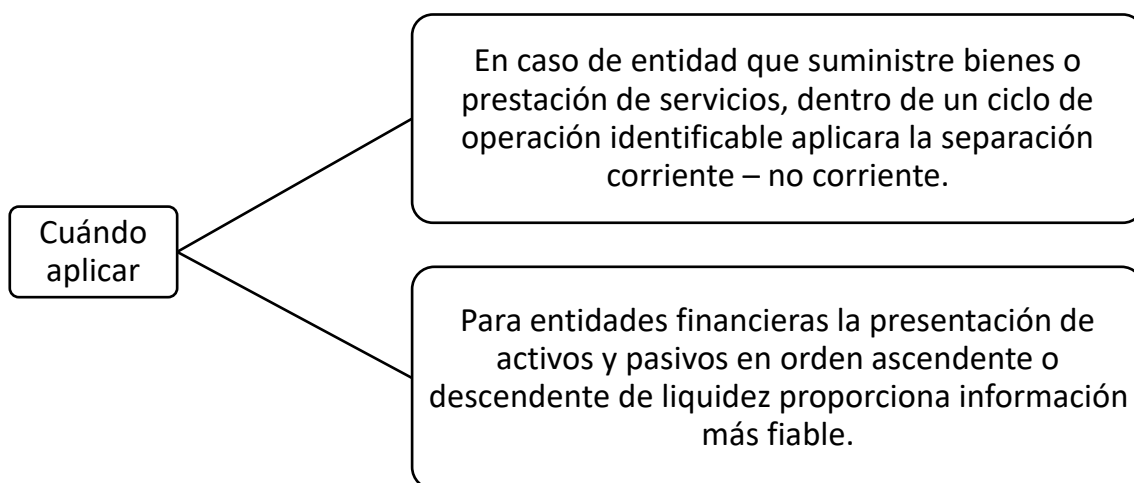 Cuándo
aplicar
En caso de entidad que suministre bienes o
prestación de servicios, dentro de un ciclo de
operación identificable aplicara la separación
corriente – no corriente.
Para entidades financieras la presentación de
activos y pasivos en orden ascendente o
descendente de liquidez proporciona información
más fiable.